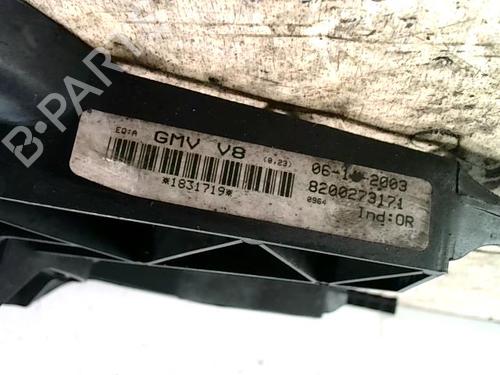 EQ:A GMV V8 (0;23)
06-1 -2003
*1831719*
8200273171
0964 Ind:OR
B-PARTS